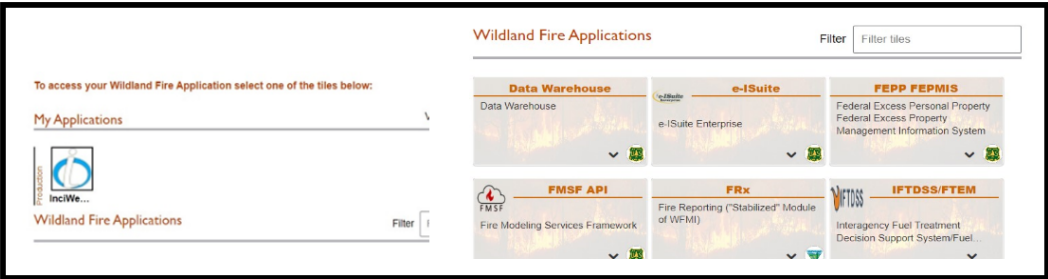 To access your Wildland Fire Application select one of the tiles below:
My Applications
Production
InciWe...
Wildland Fire Applications
Filter
Wildland Fire Applications
Filter
Filter tiles
Data Warehouse
Data Warehouse
e-ISuite
e-ISuite
e-ISuite Enterprise
FEPP FEPMIS
Federal Excess Personal Property
Federal Excess Property
Management Information System
FMSF
FMSF API
Fire Modeling Services Framework
FRx
Fire Reporting ("Stabilized" Module
of WFMI)
IFTDSS
IFTDSS/FTEM
Interagency Fuel Treatment
Decision Support System/Fuel...